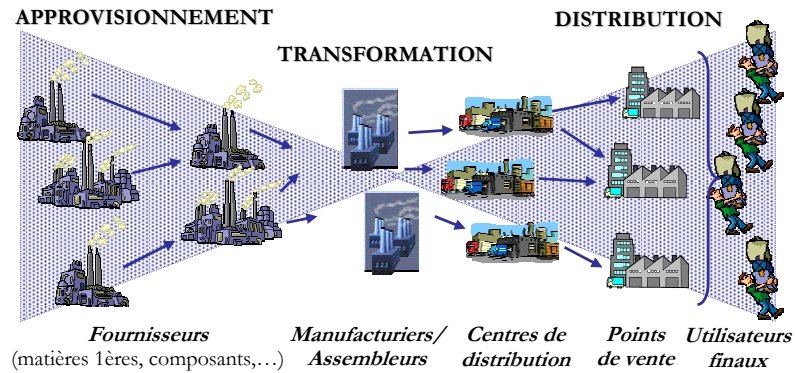 APPROVISIONNEMENT
DISTRIBUTION
TRANSFORMATION
Fournisseurs
(matières 1ères, composants,…)
Manufacturiers/
Assembleurs
Centres de
distribution
Points
de vente
Utilisateurs
finaux